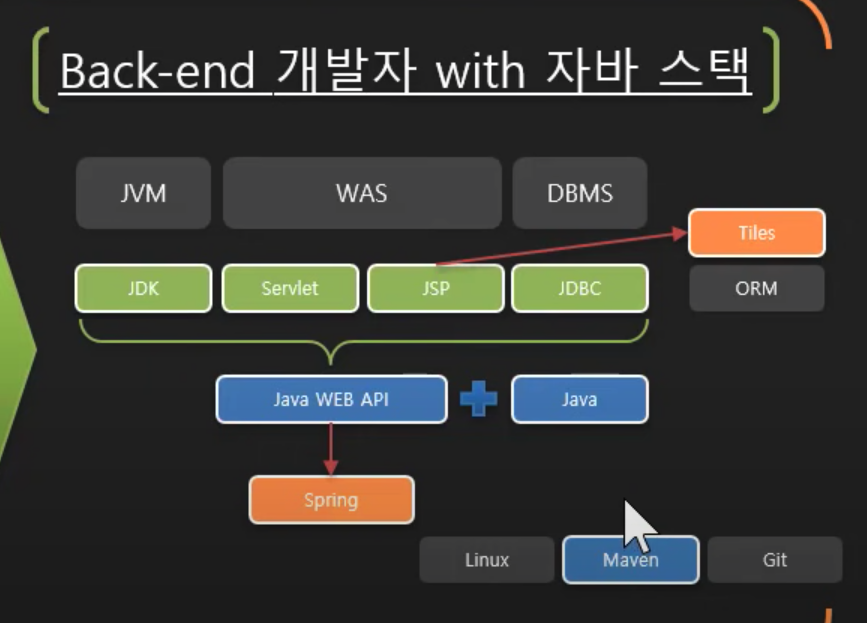 Back-end 개발자 with 자바 스택
JVM
WAS
DBMS
Tiles
JDK
Servlet
JSP
JDBC
ORM
Java WEB API
Java
Spring
Linux
Maven
Git